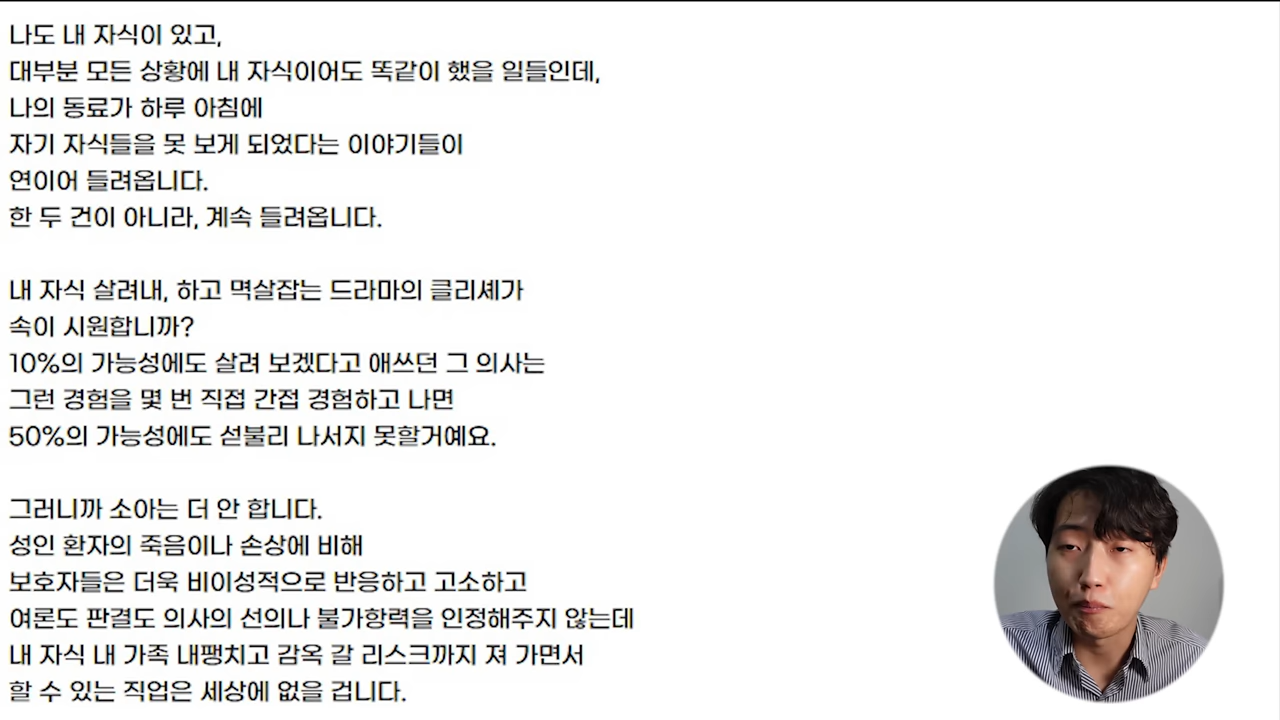 나도 내 자식이 있고,
대부분 모든 상황에 내 자식이어도 똑같이 했을 일들인데,
나의 동료가 하루 아침에
자기 자식들을 못 보게 되었다는 이야기들이
연이어 들려옵니다.
한 두 건이 아니라, 계속 들려옵니다.
내 자식 살려내, 하고 멱살잡는 드라마의 클리셰가
속이 시원합니까?
10%의 가능성에도 살려 보겠다고 애쓰던 그 의사는
그런 경험을 몇 번 직접 간접 경험하고 나면
50%의 가능성에도 섣불리 나서지 못할거예요.
그러니까 소아는 더 안 합니다.
성인 환자의 죽음이나 손상에 비해
보호자들은 더욱 비이성적으로 반응하고 고소하고
여론도 판결도 의사의 선의나 불가항력을 인정해주지 않는데
내 자식 내 가족 내팽치고 감옥 갈 리스크까지 져 가면서
할 수 있는 직업은 세상에 없을 겁니다.